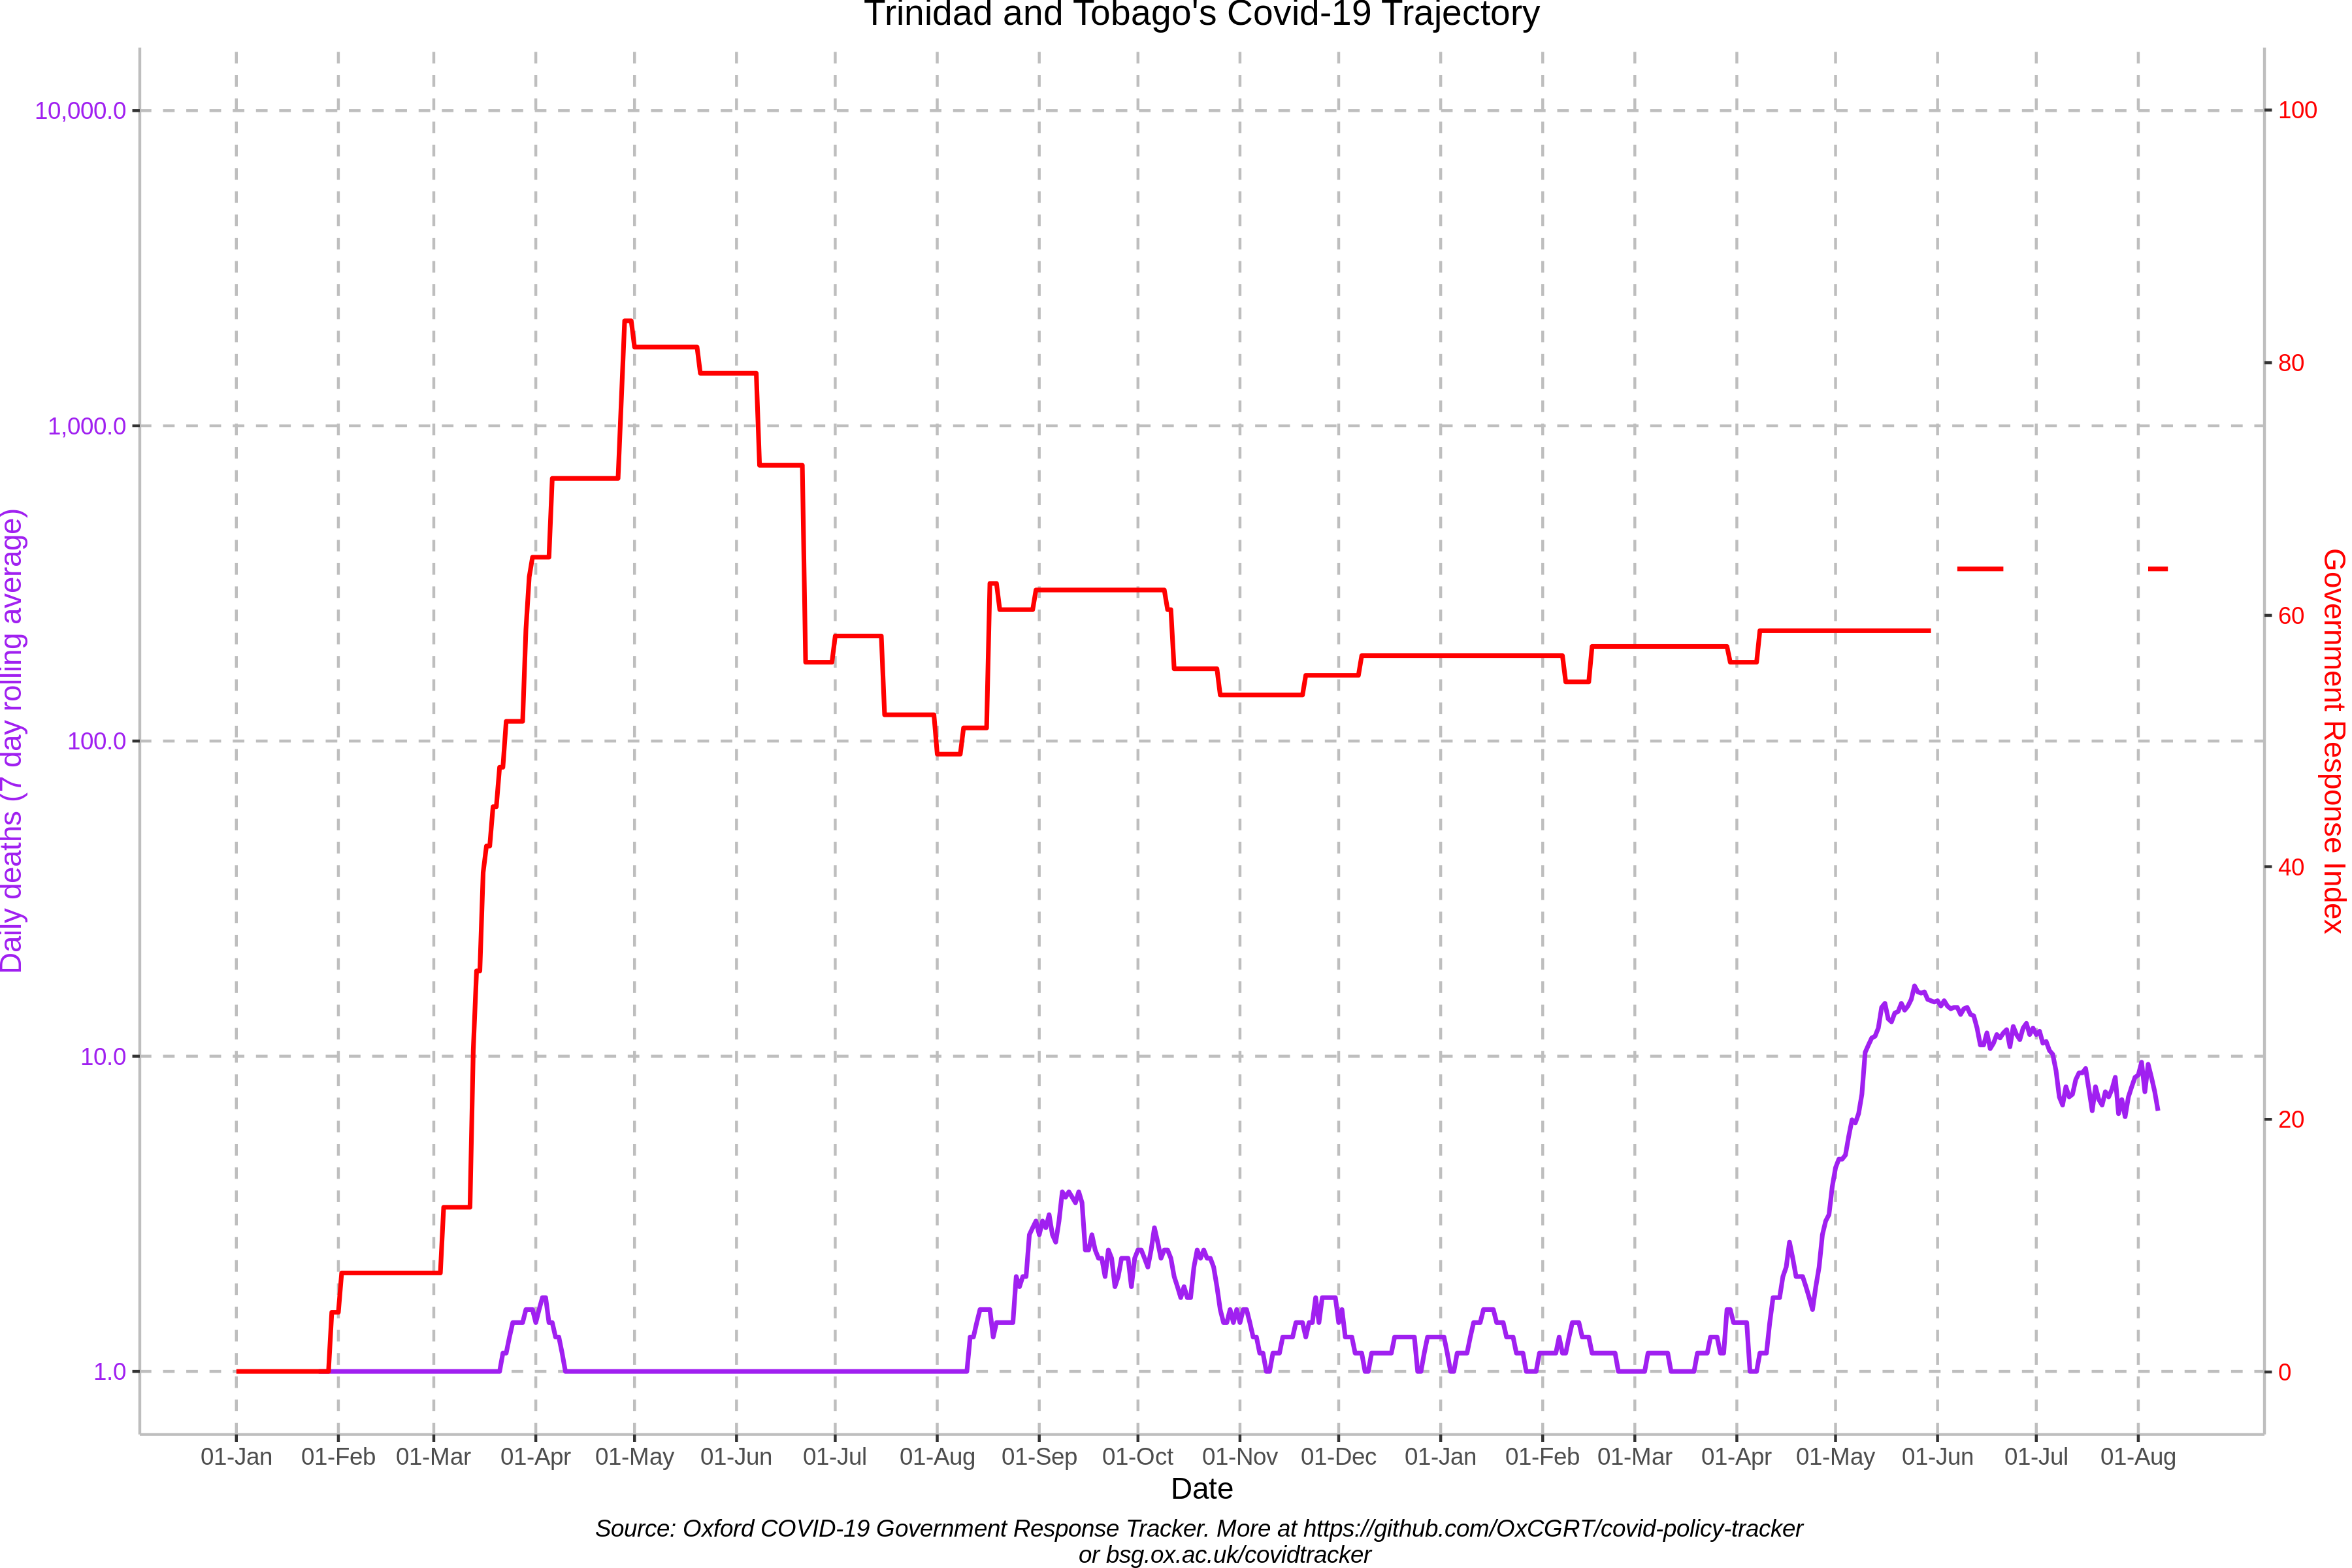 Trinidad and Tobago's Covid-19 Trajectory
10,000.0
1,000.0
100.0
10.0
1.0
Daily deaths (7 day rolling average)
100
80
60
40
20
0
Government Response Index
01-Jan 01-Feb 01-Mar 01-Apr 01-May 01-Jun 01-Jul 01-Aug 01-Sep 01-Oct 01-Nov 01-Dec 01-Jan 01-Feb 01-Mar 01-Apr 01-May 01-Jun 01-Jul 01-Aug
Date
Source: Oxford COVID-19 Government Response Tracker. More at https://github.com/OxCGRT/covid-policy-tracker
or bsg.ox.ac.uk/covidtracker